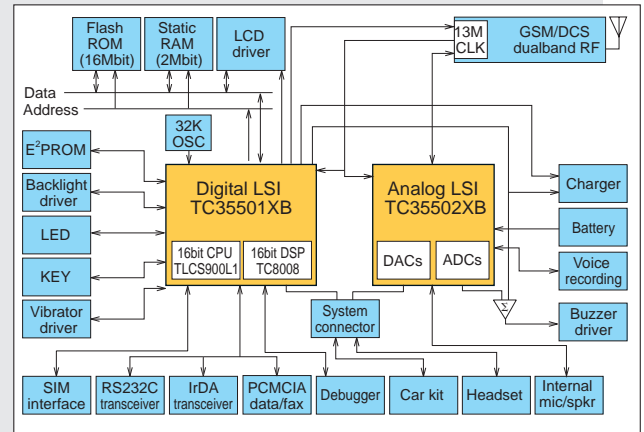 Flash
ROM
(16Mbit)
Static
RAM
(2Mbit)
LCD
driver
13M
CLK
GSM/DCS
dualband RF
Data
Address
32K
OSC
E²PROM
Backlight
driver
LED
KEY
Vibrator
driver
Digital LSI
TC35501XB
16bit CPU
TLCS900L1
16bit DSP
TC8008
Analog LSI
TC35502XB
DACs
ADCs
Charger
Battery
Voice
recording
Σ
Buzzer
driver
System
connector
SIM
interface
RS232C
transceiver
IrDA
transceiver
PCMCIA
data/fax
Debugger
Car kit
Headset
Internal
mic/spkr